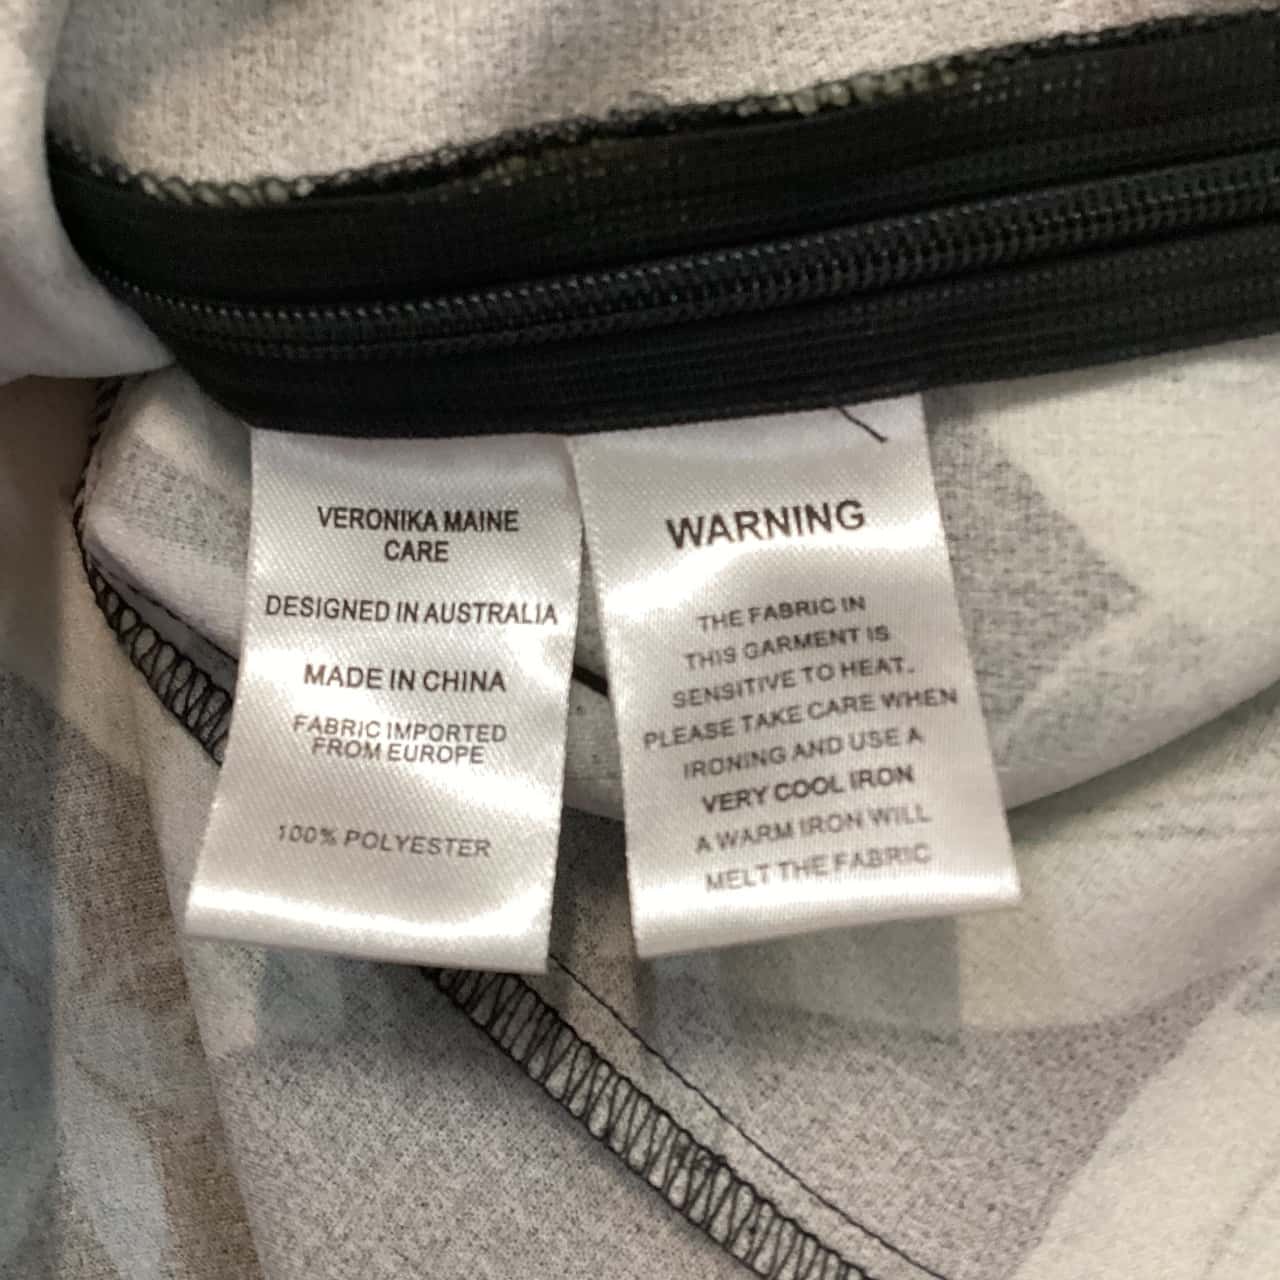 VERONIKA MAINE
CARE
DESIGNED IN AUSTRALIA
MADE IN CHINA
FABRIC IMPORTED
FROM EUROPE
100% POLYESTER
WARNING
THE FABRIC IN
THIS GARMENT IS
SENSITIVE TO HEAT.
PLEASE TAKE CARE WHEN
IRONING AND USE A
VERY COOL IRON
A WARM IRON WILL
MELT THE FABRIC